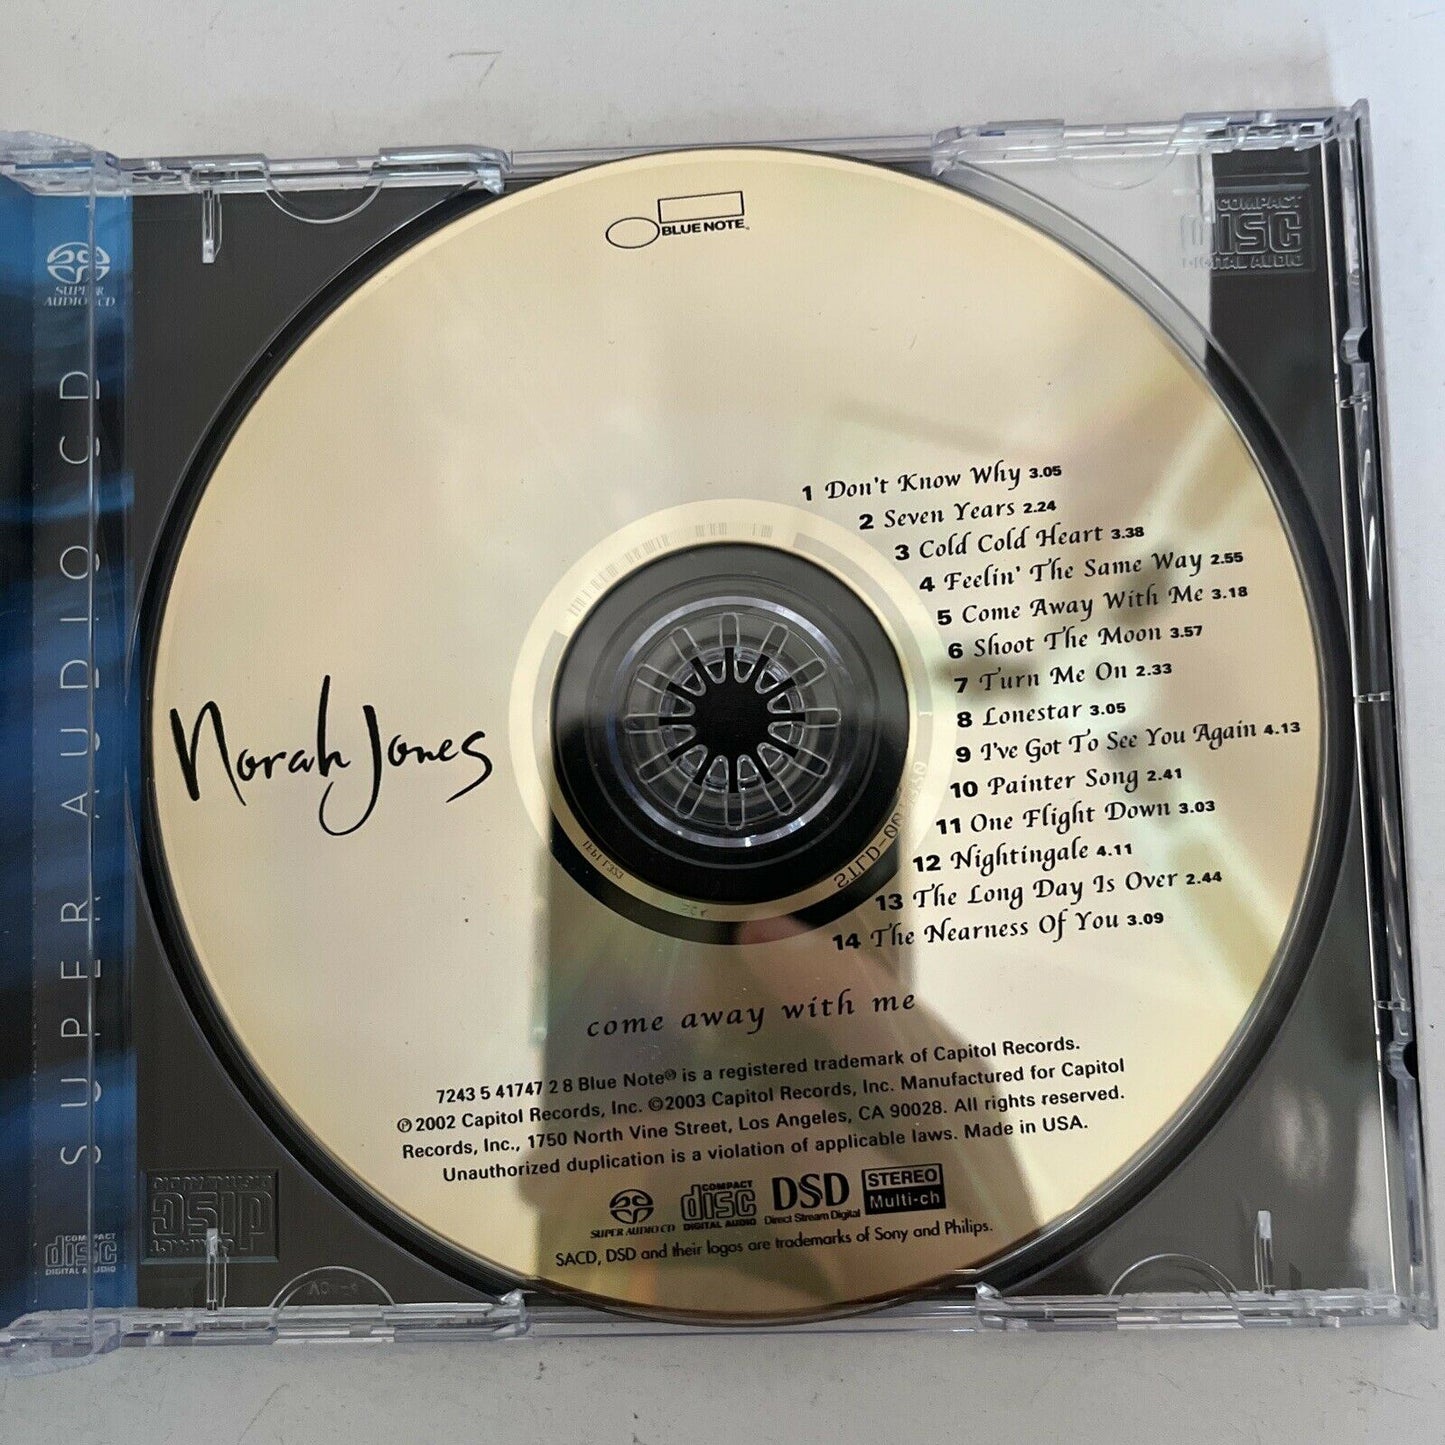 BLUE NOTE
COMPACT
DISC
DIGITAL AUDIO
SUPER
AUDIO CD
SUPER AUDIO CD
COMPACT
disc
DIGITAL AUDIO
Norah Jones
1 Don't Know Why 3.05
2 Seven Years 2.24
3 Cold Cold Heart 3.38
4 Feelin' The Same Way 2.55
5 Come Away With Me 3.18
6 Shoot The Moon 3.57
7 Turn Me On 2.33
8 Lonestar 3.05
9 I've Got To See You Again 4.13
10 Painter Song 2.41
11 One Flight Down 3.03
12 Nightingale 4.11
13 The Long Day Is Over 2.44
14 The Nearness Of You 3.09
come away with me
7243 5 41747 2 8 Blue Note® is a registered trademark of Capitol Records.
℗ 2002 Capitol Records, Inc. ©2003 Capitol Records, Inc. Manufactured for Capitol
Records, Inc., 1750 North Vine Street, Los Angeles, CA 90028. All rights reserved.
Unauthorized duplication is a violation of applicable laws. Made in USA.
SUPER AUDIO CD
COMPACT
disc
DIGITAL AUDIO
DSD
Direct Stream Digital
STEREO
Multi-ch
SACD, DSD and their logos are trademarks of Sony and Philips.